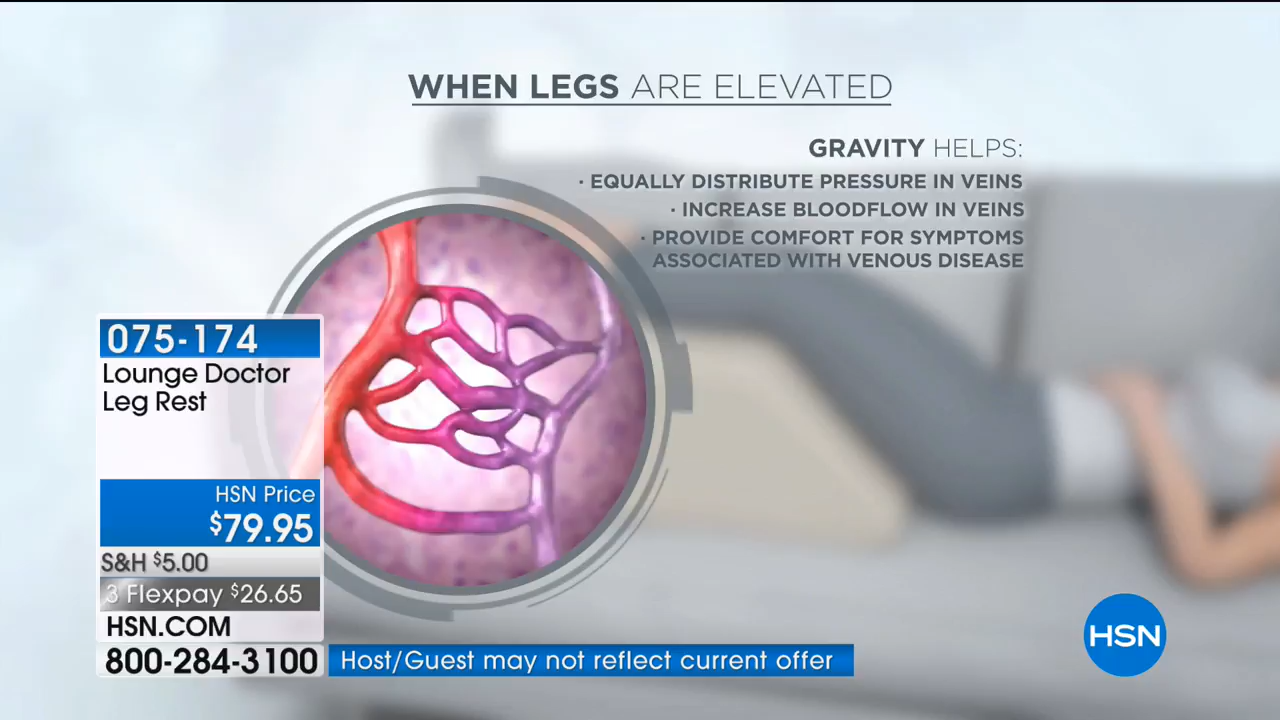 WHEN LEGS ARE ELEVATED
GRAVITY HELPS:
· EQUALLY DISTRIBUTE PRESSURE IN VEINS
· INCREASE BLOODFLOW IN VEINS
· PROVIDE COMFORT FOR SYMPTOMS
ASSOCIATED WITH VENOUS DISEASE
075-174
Lounge Doctor
Leg Rest
HSN Price
$79.95
S&H $5.00
3 Flexpay $26.65
HSN.COM
800-284-3100
Host/Guest may not reflect current offer
HSN